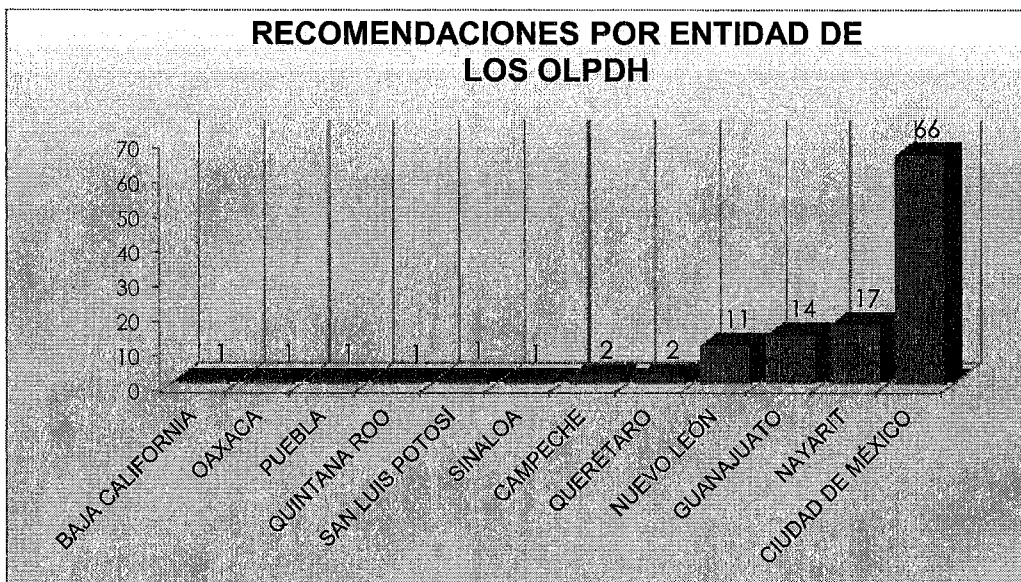 RECOMENDACIONES POR ENTIDAD DE
LOS OLPDH
70
60
50
40
30
20
10
0
1
1
1
1
1
1
2
2
11
14
17
66
BAJA CALIFORNIA
OAXACA
PUEBLA
QUINTANA ROO
SAN LUIS POTOSÍ
SINALOA
CAMPECHE
QUERÉTARO
NUEVO LEÓN
GUANAJUATO
NAYARIT
CIUDAD DE MÉXICO